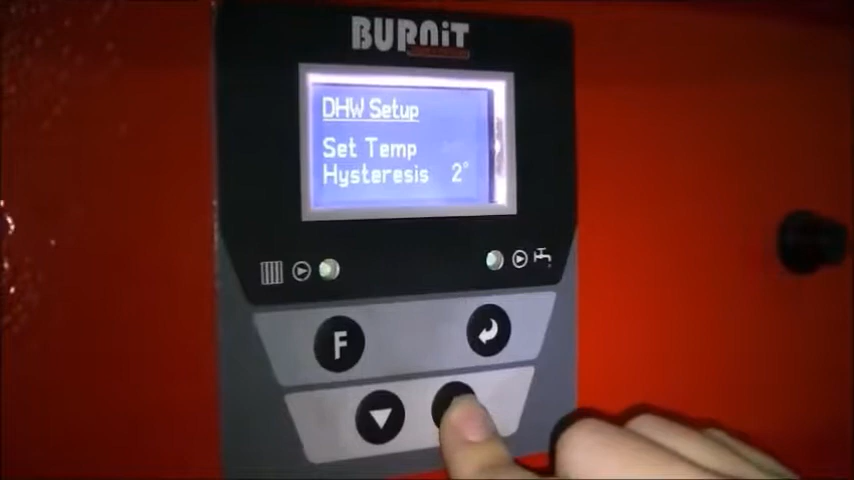 BURNiT
DHW Setup
Set Temp
Hysteresis 2°
F